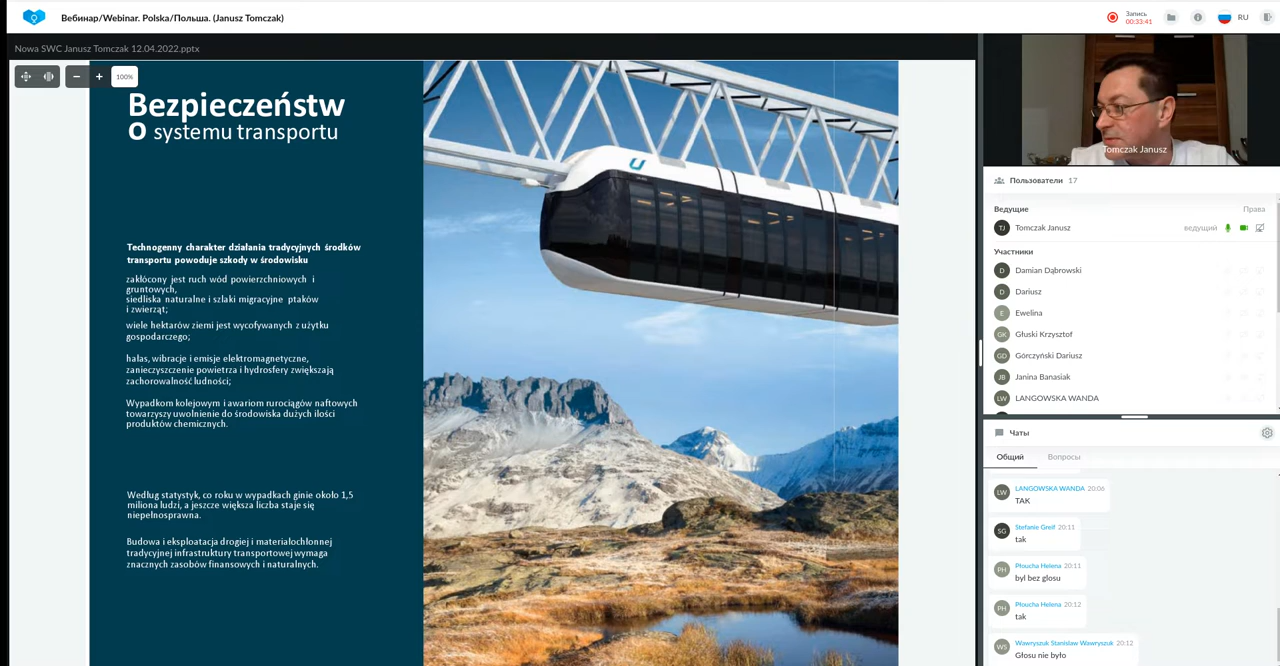 Вебинар/Webinar. Polska/Польша. (Janusz Tomczak)
Запись
00:33:41
RU
Nowa SWC Janusz Tomczak 12.04.2022.pptx
100%
Bezpieczeństw
o systemu transportu
Technogenny charakter działania tradycyjnych środków
transportu powoduje szkody w środowisku
zakłócony jest ruch wód powierzchniowych i
gruntowych,
siedliska naturalne i szlaki migracyjne ptaków
i zwierząt;
wiele hektarów ziemi jest wycofywanych z użytku
gospodarczego;
hałas, wibracje i emisje elektromagnetyczne,
zanieczyszczenie powietrza i hydrosfery zwiększają
zachorowalność ludności;
Wypadkom kolejowym i awariom rurociągów naftowych
towarzyszy uwolnienie do środowiska dużych ilości
produktów chemicznych.
Według statystyk, co roku w wypadkach ginie około 1,5
miliona ludzi, a jeszcze większa liczba staje się
niepełnosprawna.
Budowa i eksploatacja drogiej i materiałochłonnej
tradycyjnej infrastruktury transportowej wymaga
znacznych zasobów finansowych i naturalnych.
Tomczak Janusz
Пользователи 17
Ведущие Права
TJ Tomczak Janusz ведущий
Участники
D Damian Dąbrowski
D Dariusz
E Ewelina
GK Głuski Krzysztof
GD Górczyński Dariusz
JB Janina Banasiak
LW LANGOWSKA WANDA
Чаты
Общий Вопросы
LW LANGOWSKA WANDA 20:06
TAK
SG Stefanie Greif 20:11
tak
PH Płoucha Helena 20:11
byl bez glosu
PH Płoucha Helena 20:12
tak
WS Wawryszuk Stanislaw Wawryszuk 20:12
Głosu nie było